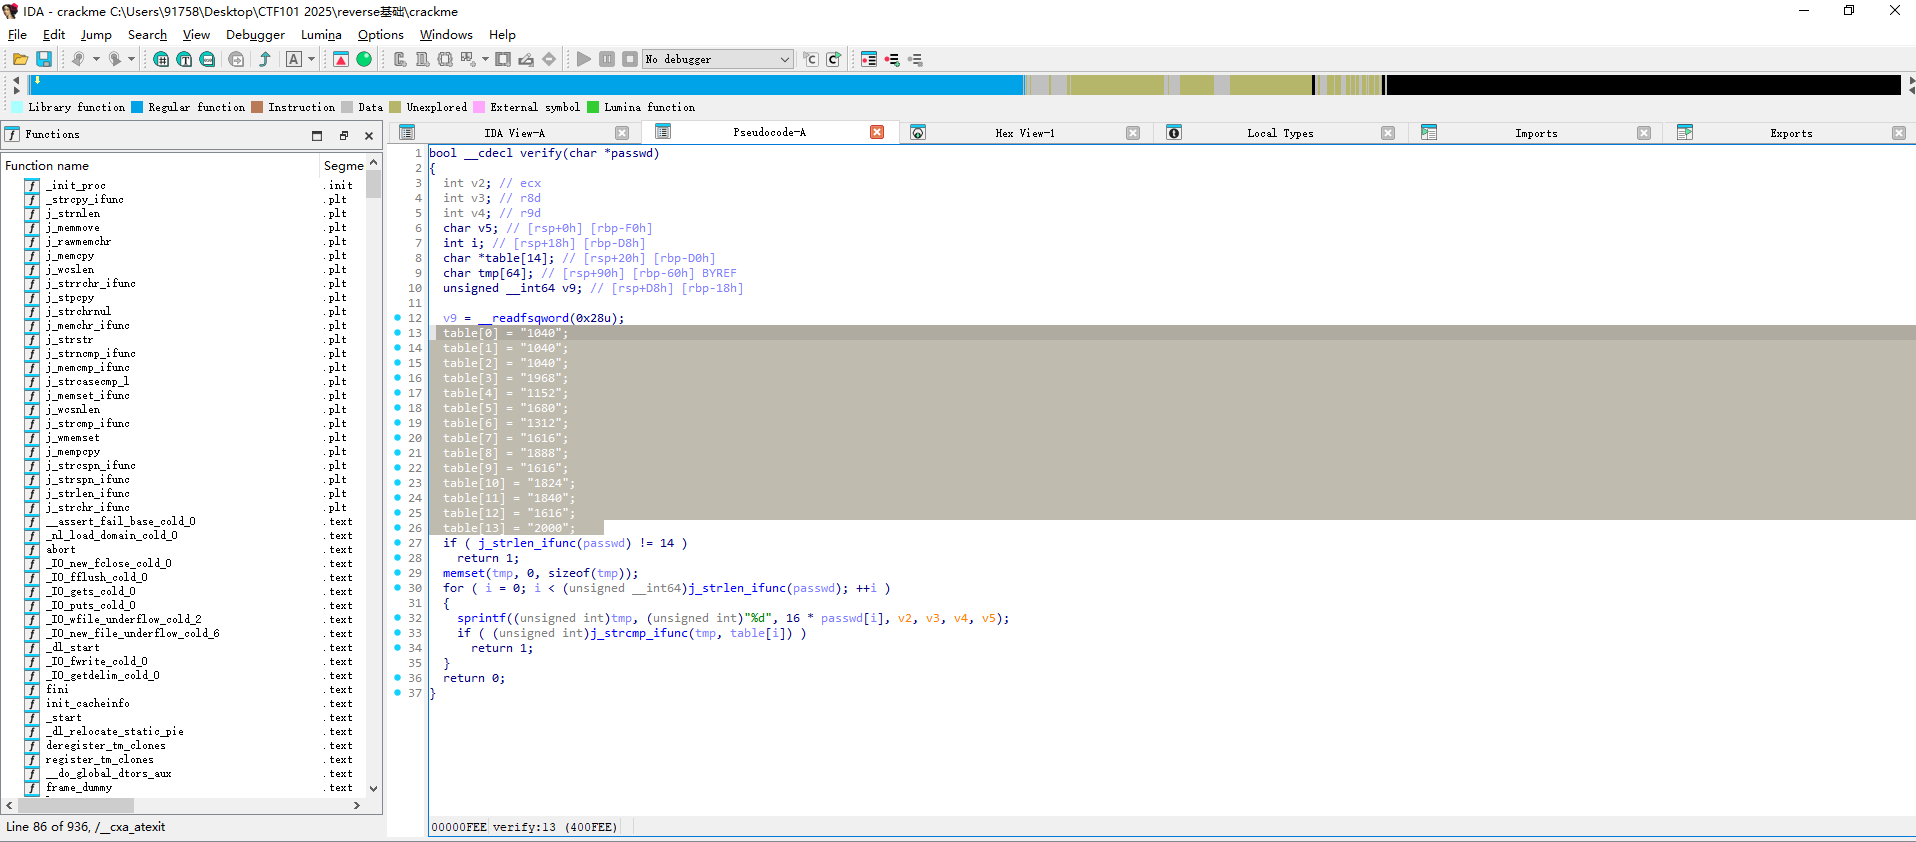 IDA - crackme C:\Users\91758\Desktop\CTF101 2025\reverse基础\crackme
File Edit Jump Search View Debugger Lumina Options Windows Help
No debugger
Library function Regular function Instruction Data Unexplored External symbol Lumina function
Functions
IDA View-A Pseudocode-A Hex View-1 Local Types Imports Exports
Function name Segme
_init_proc .init
_strcpy_ifunc .plt
j_strnlen .plt
j_memmove .plt
j_rawmemchr .plt
j_memcpy .plt
j_wcslen .plt
j_strrchr_ifunc .plt
j_stpcpy .plt
j_strchrnul .plt
j_memchr_ifunc .plt
j_strstr .plt
j_strncmp_ifunc .plt
j_memcmp_ifunc .plt
j_strcasecmp_l .plt
j_memset_ifunc .plt
j_wcsnlen .plt
j_strcmp_ifunc .plt
j_wmemset .plt
j_mempcpy .plt
j_strcspn_ifunc .plt
j_strspn_ifunc .plt
j_strlen_ifunc .plt
j_strchr_ifunc .plt
__assert_fail_base_cold_0 .text
_nl_load_domain_cold_0 .text
abort .text
_IO_new_fclose_cold_0 .text
_IO_fflush_cold_0 .text
_IO_gets_cold_0 .text
_IO_puts_cold_0 .text
_IO_wfile_underflow_cold_2 .text
_IO_new_file_underflow_cold_6 .text
_dl_start .text
_IO_fwrite_cold_0 .text
_IO_getdelim_cold_0 .text
fini .text
init_cacheinfo .text
_start .text
_dl_relocate_static_pie .text
deregister_tm_clones .text
register_tm_clones .text
__do_global_dtors_aux .text
frame_dummy .text
Line 86 of 936, /__cxa_atexit
1 bool __cdecl verify(char *passwd)
2 {
3 int v2; // ecx
4 int v3; // r8d
5 int v4; // r9d
6 char v5; // [rsp+0h] [rbp-F0h]
7 int i; // [rsp+18h] [rbp-D8h]
8 char *table[14]; // [rsp+20h] [rbp-D0h]
9 char tmp[64]; // [rsp+90h] [rbp-60h] BYREF
10 unsigned __int64 v9; // [rsp+D8h] [rbp-18h]
11
12 v9 = __readfsqword(0x28u);
13 table[0] = "1040";
14 table[1] = "1040";
15 table[2] = "1040";
16 table[3] = "1968";
17 table[4] = "1152";
18 table[5] = "1680";
19 table[6] = "1312";
20 table[7] = "1616";
21 table[8] = "1888";
22 table[9] = "1616";
23 table[10] = "1824";
24 table[11] = "1840";
25 table[12] = "1616";
26 table[13] = "2000";
27 if ( j_strlen_ifunc(passwd) != 14 )
28 return 1;
29 memset(tmp, 0, sizeof(tmp));
30 for ( i = 0; i < (unsigned __int64)j_strlen_ifunc(passwd); ++i )
31 {
32 sprintf((unsigned int)tmp, (unsigned int)"%d", 16 * passwd[i], v2, v3, v4, v5);
33 if ( (unsigned int)j_strcmp_ifunc(tmp, table[i]) )
34 return 1;
35 }
36 return 0;
37 }
00000FEE verify:13 (400FEE)